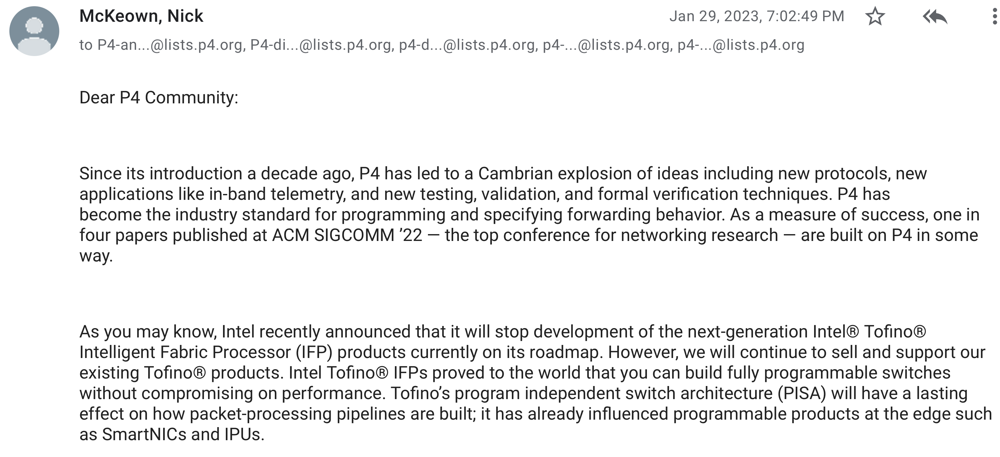 McKeown, Nick
Jan 29, 2023, 7:02:49 PM
to P4-an...@lists.p4.org, P4-di...@lists.p4.org, p4-d...@lists.p4.org, p4-...@lists.p4.org, p4-...@lists.p4.org
Dear P4 Community:
Since its introduction a decade ago, P4 has led to a Cambrian explosion of ideas including new protocols, new
applications like in-band telemetry, and new testing, validation, and formal verification techniques. P4 has
become the industry standard for programming and specifying forwarding behavior. As a measure of success, one in
four papers published at ACM SIGCOMM ’22 — the top conference for networking research — are built on P4 in some
way.
As you may know, Intel recently announced that it will stop development of the next-generation Intel® Tofino®
Intelligent Fabric Processor (IFP) products currently on its roadmap. However, we will continue to sell and support our
existing Tofino® products. Intel Tofino® IFPs proved to the world that you can build fully programmable switches
without compromising on performance. Tofino’s program independent switch architecture (PISA) will have a lasting
effect on how packet-processing pipelines are built; it has already influenced programmable products at the edge such
as SmartNICs and IPUs.